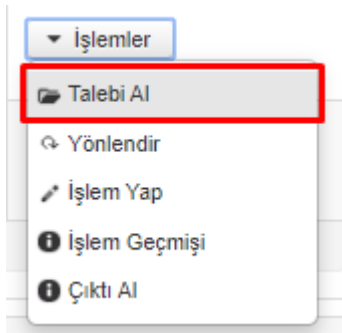 İşlemler
Talebi Al
Yönlendir
İşlem Yap
İşlem Geçmişi
Çıktı Al